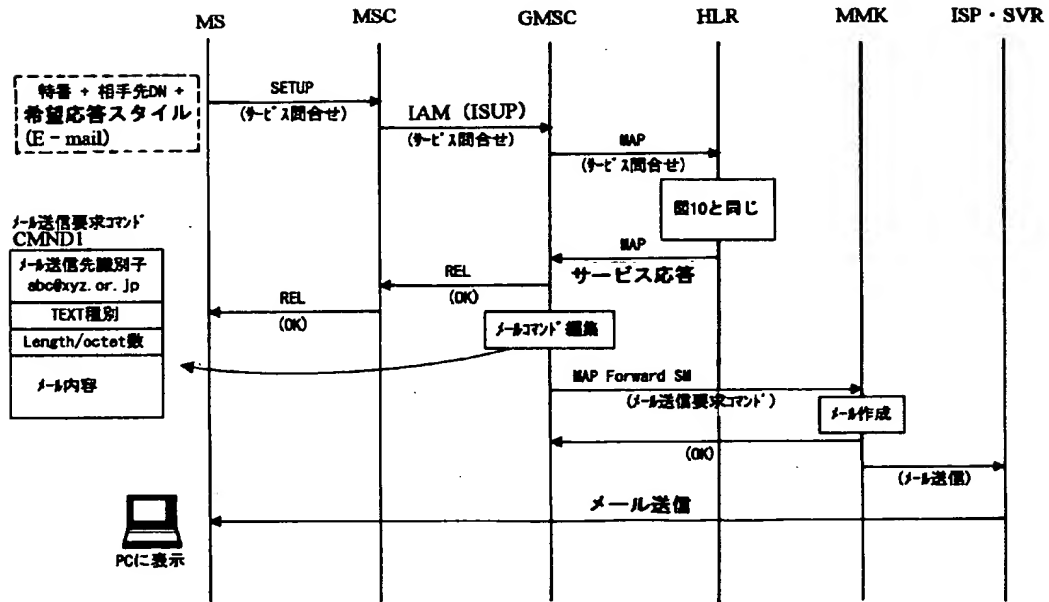 MS MSC GMSC HLR MMK ISP・SVR
特番 + 相手先DN +
希望応答スタイル
(E - mail)
SETUP
(ｻｰﾋﾞｽ問合せ)
IAM (ISUP)
(ｻｰﾋﾞｽ問合せ)
MAP
(ｻｰﾋﾞｽ問合せ)
図10と同じ
MAP
サービス応答
REL
(OK)
REL
(OK)
ﾒｰﾙ送信要求ｺﾏﾝﾄﾞ
CMND1
ﾒｰﾙ送信先識別子
abc@xyz.or.jp
TEXT種別
Length/octet数
ﾒｰﾙ内容
ﾒｰﾙｺﾏﾝﾄﾞ編集
MAP Forward SM
(ﾒｰﾙ送信要求ｺﾏﾝﾄﾞ)
ﾒｰﾙ作成
(OK)
(ﾒｰﾙ送信)
メール送信
PCに表示